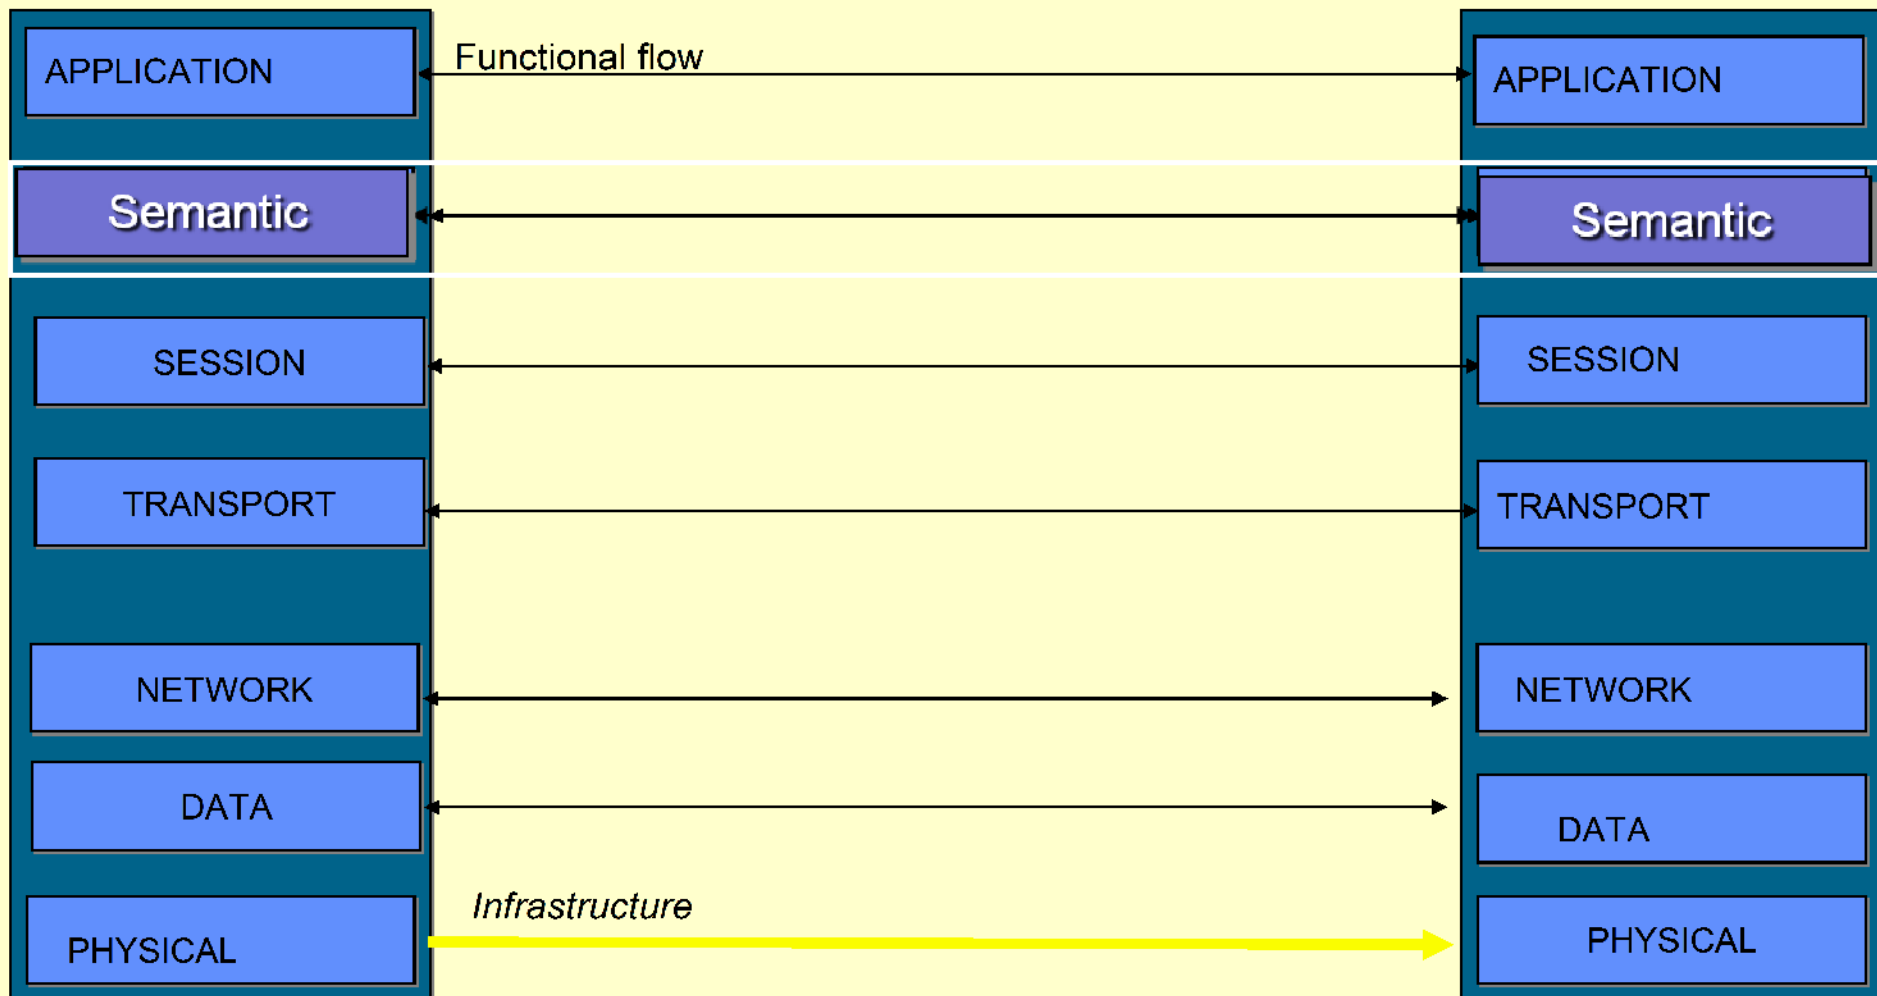 APPLICATION
Functional flow
APPLICATION
Semantic
Semantic
SESSION
SESSION
TRANSPORT
TRANSPORT
NETWORK
NETWORK
DATA
DATA
Infrastructure
PHYSICAL
PHYSICAL